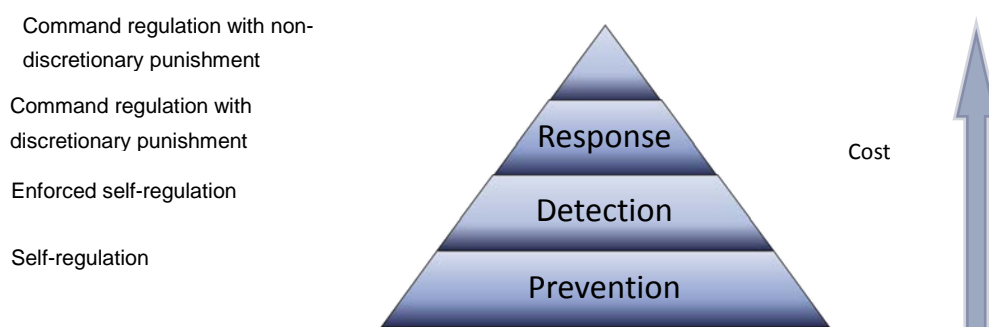 Command regulation with non-
discretionary punishment
Command regulation with
discretionary punishment
Response
Cost
Enforced self-regulation
Detection
Self-regulation
Prevention